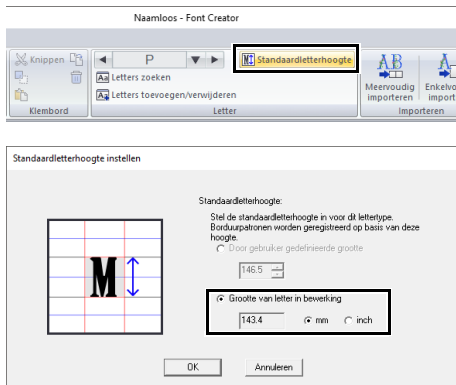 Naamloos - Font Creator
Knippen
P
Standaardletterhoogte
Letters zoeken
Letters toevoegen/verwijderen
Meervoudig importeren
Enkelvo
import
Klembord
Letter
Importeren
Standaardletterhoogte instellen
Standaardletterhoogte:
Stel de standaardletterhoogte in voor dit lettertype.
Borduurpatronen worden geregistreerd op basis van deze
hoogte.
Door gebruiker gedefinieerde grootte
146.5
Grootte van letter in bewerking
143.4 mm inch
M
OK Annuleren